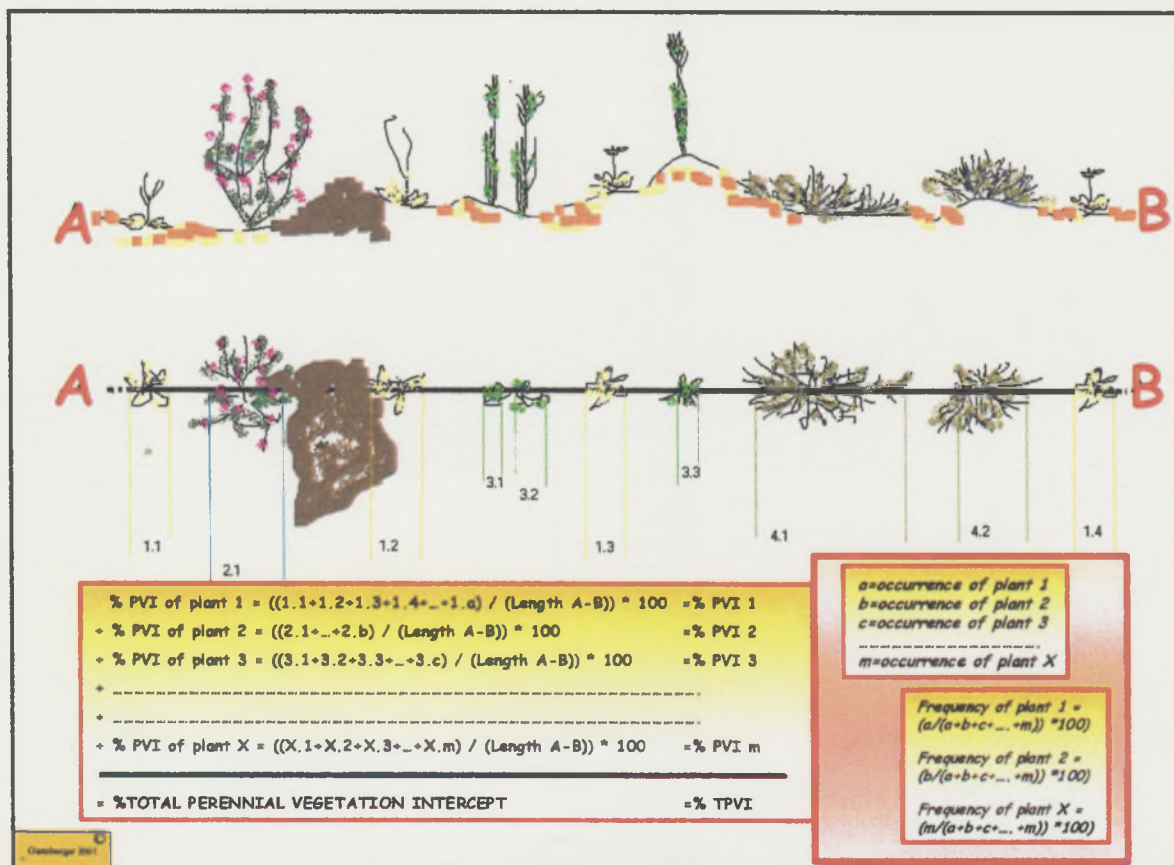 A
B
A
B
1.1
2.1
1.2
3.1
3.2
1.3
3.3
4.1
4.2
1.4
% PVI of plant 1 = ((1.1+1.2+1.3+1.4+...+1.a) / (Length A-B)) * 100 =% PVI 1
+ % PVI of plant 2 = ((2.1+...+2.b) / (Length A-B)) * 100 =% PVI 2
+ % PVI of plant 3 = ((3.1+3.2+3.3+...+3.c) / (Length A-B)) * 100 =% PVI 3
+
+
+ % PVI of plant X = ((X.1+X.2+X.3+...+X.m) / (Length A-B)) * 100 =% PVI m
= %TOTAL PERENNIAL VEGETATION INTERCEPT =% TPVI
a=occurrence of plant 1
b=occurrence of plant 2
c=occurrence of plant 3
m=occurrence of plant X
Frequency of plant 1 =
(a/(a+b+c+...+m)) *100)
Frequency of plant 2 =
(b/(a+b+c+...+m)) *100)
Frequency of plant X =
(m/(a+b+c+...+m)) *100)
© 
2001